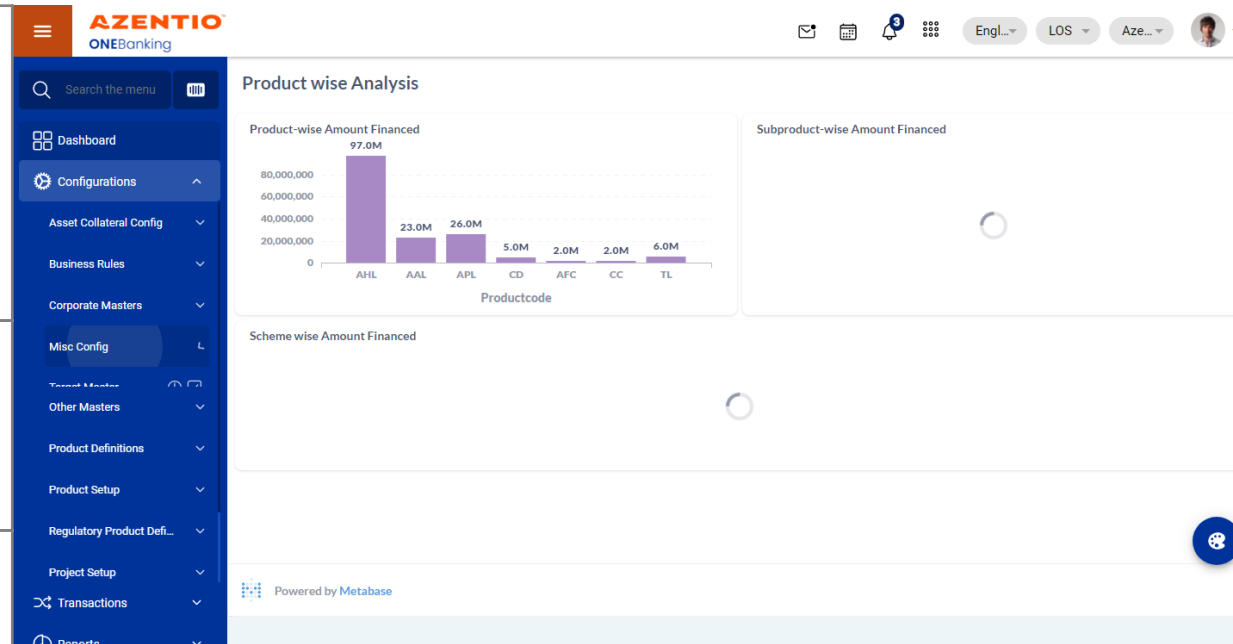 AZENTIO
ONEBanking
3
Engl...
LOS
Aze...
Search the menu
Dashboard
Configurations
Asset Collateral Config
Business Rules
Corporate Masters
Misc Config
Target Master
Other Masters
Product Definitions
Product Setup
Regulatory Product Defi...
Project Setup
Transactions
Reports
Product wise Analysis
Product-wise Amount Financed
97.0M
80,000,000
60,000,000
40,000,000
20,000,000
0
23.0M
26.0M
5.0M
2.0M
2.0M
6.0M
AHL AAL APL CD AFC CC TL
Productcode
Subproduct-wise Amount Financed
Scheme wise Amount Financed
Powered by Metabase